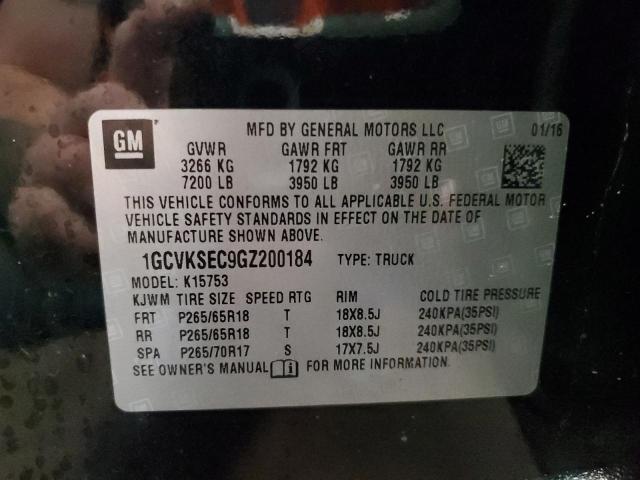 GM
MFD BY GENERAL MOTORS LLC 01/16
GVWR GAWR FRT GAWR RR
3266 KG 1792 KG 1792 KG
7200 LB 3950 LB 3950 LB
THIS VEHICLE CONFORMS TO ALL APPLICABLE U.S. FEDERAL MOTOR
VEHICLE SAFETY STANDARDS IN EFFECT ON THE DATE OF
MANUFACTURE SHOWN ABOVE.
1GCVKSEC9GZ200184 TYPE: TRUCK
MODEL: K15753
KJWM TIRE SIZE SPEED RTG RIM COLD TIRE PRESSURE
FRT P265/65R18 T 18X8.5J 240KPA(35PSI)
RR P265/65R18 T 18X8.5J 240KPA(35PSI)
SPA P265/70R17 S 17X7.5J 240KPA(35PSI)
SEE OWNER'S MANUAL i FOR MORE INFORMATION.